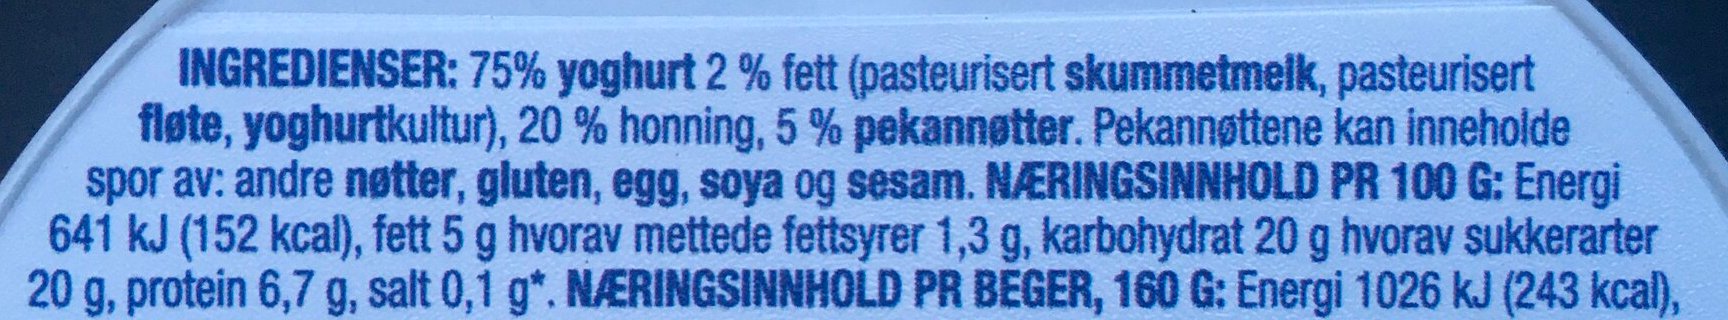 INGREDIENSER: 75% yoghurt 2 % fett (pasteurisert skummetmelk, pasteurisert
fløte, yoghurtkultur), 20 % honning, 5 % pekannøtter. Pekannøttene kan inneholde
spor av: andre nøtter, gluten, egg, soya og sesam. NÆRINGSINNHOLD PR 100 G: Energi
641 kJ (152 kcal), fett 5 g hvorav mettede fettsyrer 1,3 g, karbohydrat 20 g hvorav sukkerarter
20 g, protein 6,7 g, salt 0,1 g*. NÆRINGSINNHOLD PR BEGER, 160 G: Energi 1026 kJ (243 kcal),